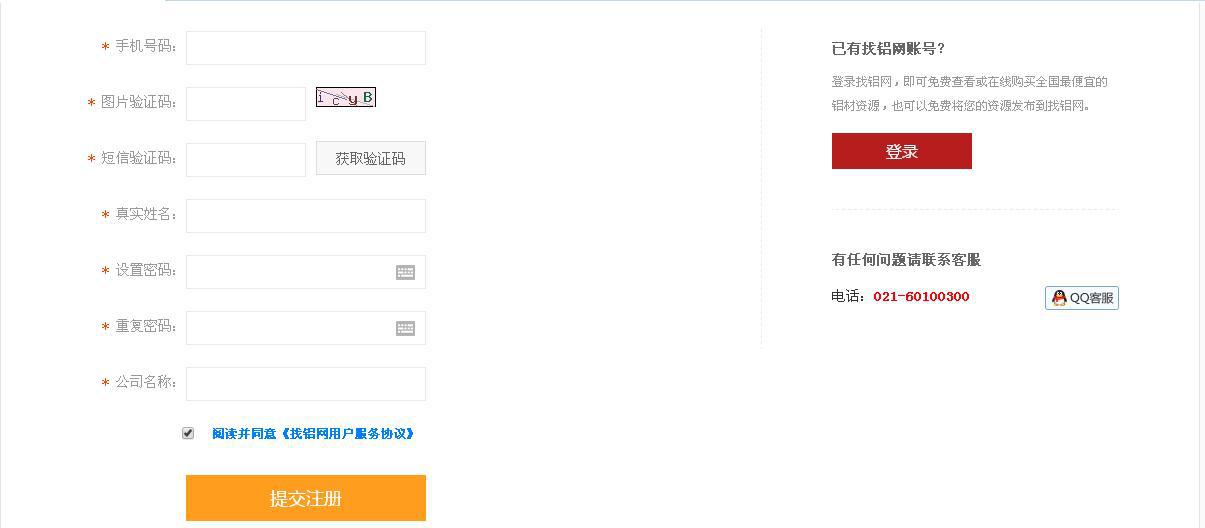 * 手机号码：
* 图片验证码：
icyB
* 短信验证码：
获取验证码
* 真实姓名：
* 设置密码：
* 重复密码：
* 公司名称：
阅读并同意《找铝网用户服务协议》
提交注册
已有找铝网账号？
登录找铝网，即可免费查看或在线购买全国最便宜的
铝材资源，也可以免费将您的资源发布到找铝网。
登录
有任何问题请联系客服
电话：021-60100300
QQ客服